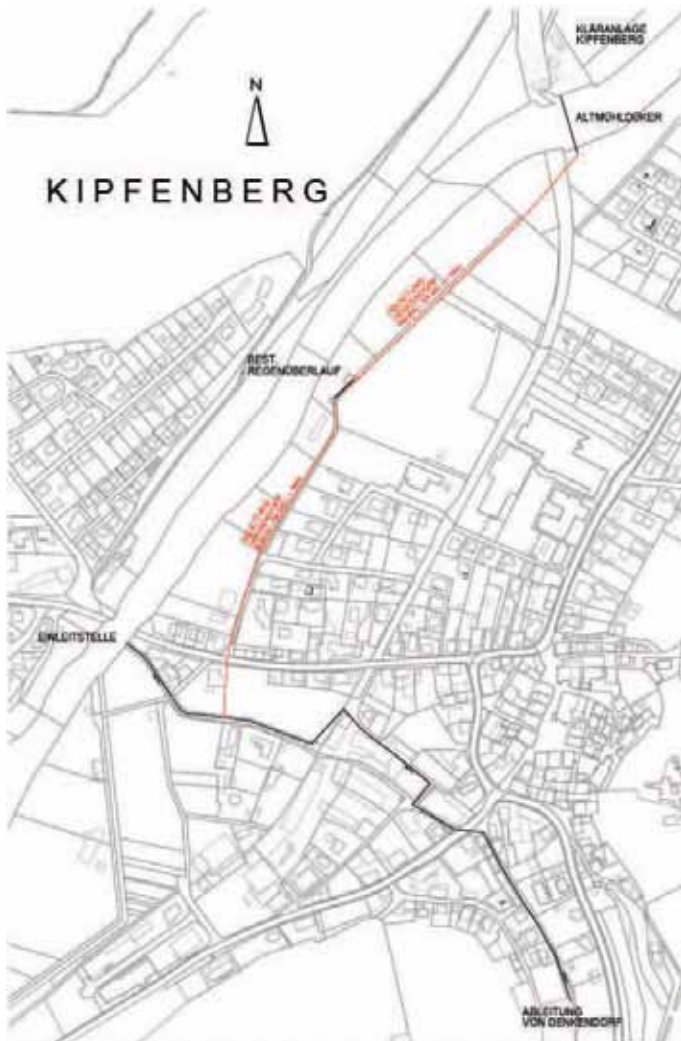 KLÄRANLAGE
KIPFENBERG
N
ALTMÜHLDÜKER
KIPFENBERG
BEST.
REGENÜBERLAUF
EINLEITSTELLE
ABLEITUNG
VON DENKENDORF